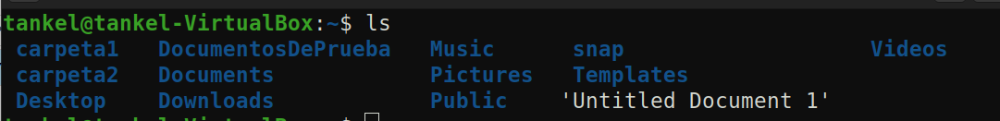 tankel@tankel-VirtualBox:~$ ls
carpeta1 DocumentosDePrueba Music snap Videos
carpeta2 Documents Pictures Templates
Desktop Downloads Public 'Untitled Document 1'
tankel@tankel-VirtualBox:~$